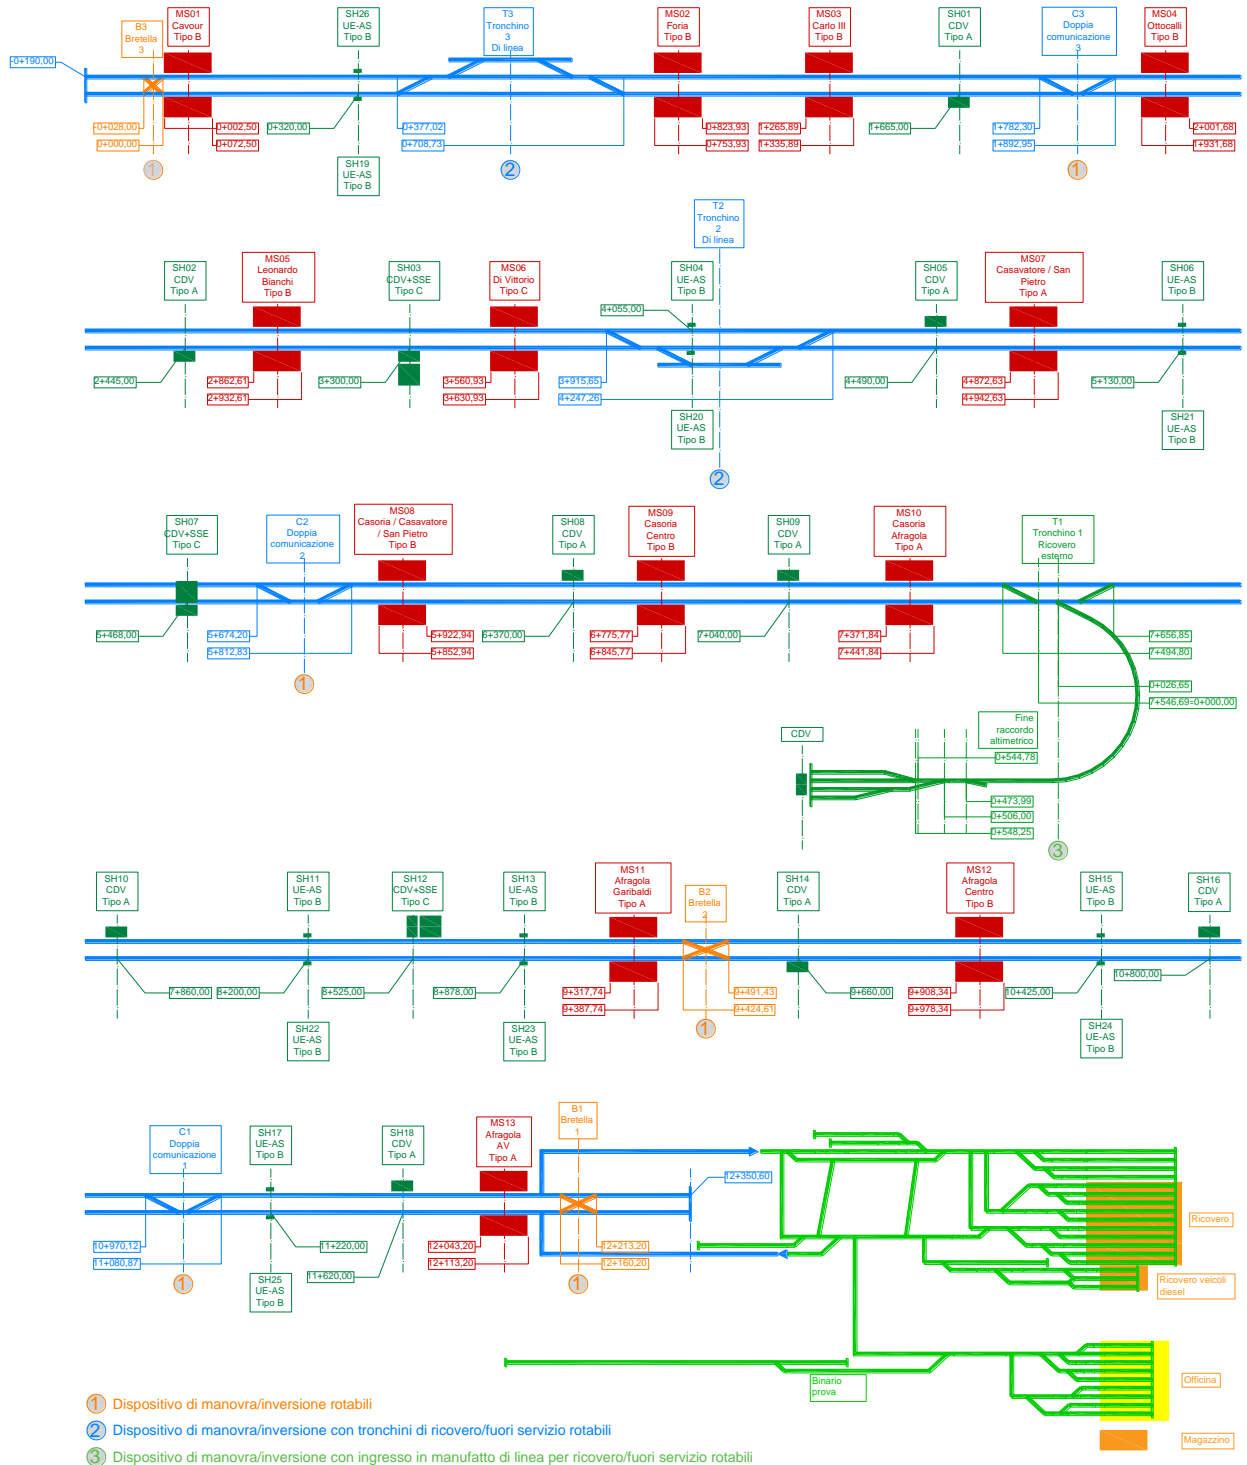 B3
Bretella
3
MS01
Cavour
Tipo B
SH26
UE-AS
Tipo B
T3
Tronchino
3
Di linea
MS02
Foria
Tipo B
MS03
Carlo III
Tipo B
SH01
CDV
Tipo A
C3
Doppia
comunicazione
3
MS04
Ottocalli
Tipo B
-0+190,00
-0+028,00
0+000,00
0+002,50
0+072,50
0+320,00
0+377,02
0+708,73
0+823,93
0+753,93
1+265,89
1+335,89
1+665,00
1+782,30
1+892,95
2+001,68
1+931,68
1
SH19
UE-AS
Tipo B
2
1
T2
Tronchino
2
Di linea
SH02
CDV
Tipo A
MS05
Leonardo
Bianchi
Tipo B
SH03
CDV+SSE
Tipo C
MS06
Di Vittorio
Tipo C
SH04
UE-AS
Tipo B
SH05
CDV
Tipo A
MS07
Casavatore / San
Pietro
Tipo A
SH06
UE-AS
Tipo B
4+055,00
2+445,00
2+862,61
2+932,61
3+300,00
3+560,93
3+630,93
3+915,65
4+247,26
4+490,00
4+872,63
4+942,63
5+130,00
SH20
UE-AS
Tipo B
SH21
UE-AS
Tipo B
2
SH07
CDV+SSE
Tipo C
C2
Doppia
comunicazione
2
MS08
Casoria / Casavatore
/ San Pietro
Tipo B
SH08
CDV
Tipo A
MS09
Casoria
Centro
Tipo B
SH09
CDV
Tipo A
MS10
Casoria
Afragola
Tipo A
T1
Tronchino 1
Ricovero
esterno
5+468,00
5+674,20
5+812,83
5+922,94
5+852,94
6+370,00
6+775,77
6+845,77
7+040,00
7+371,84
7+441,84
7+656,85
7+494,80
0+026,65
7+546,69=0+000,00
1
CDV
Fine
raccordo
altimetrico
0+544,78
0+473,99
0+506,00
0+548,25
3
SH10
CDV
Tipo A
SH11
UE-AS
Tipo B
SH12
CDV+SSE
Tipo C
SH13
UE-AS
Tipo B
MS11
Afragola
Garibaldi
Tipo A
B2
Bretella
2
SH14
CDV
Tipo A
MS12
Afragola
Centro
Tipo B
SH15
UE-AS
Tipo B
SH16
CDV
Tipo A
7+860,00
8+200,00
8+525,00
8+878,00
9+317,74
9+387,74
9+491,43
9+424,61
9+660,00
9+908,34
9+978,34
10+425,00
10+800,00
SH22
UE-AS
Tipo B
SH23
UE-AS
Tipo B
1
SH24
UE-AS
Tipo B
C1
Doppia
comunicazione
1
SH17
UE-AS
Tipo B
SH18
CDV
Tipo A
MS13
Afragola
AV
Tipo A
B1
Bretella
1
12+350,60
10+970,12
11+080,87
11+220,00
11+620,00
12+043,20
12+113,20
12+213,20
12+160,20
1
SH25
UE-AS
Tipo B
1
Ricovero
Ricovero veicoli
diesel
Binario
prova
Officina
Magazzino
1 Dispositivo di manovra/inversione rotabili
2 Dispositivo di manovra/inversione con tronchini di ricovero/fuori servizio rotabili
3 Dispositivo di manovra/inversione con ingresso in manufatto di linea per ricovero/fuori servizio rotabili